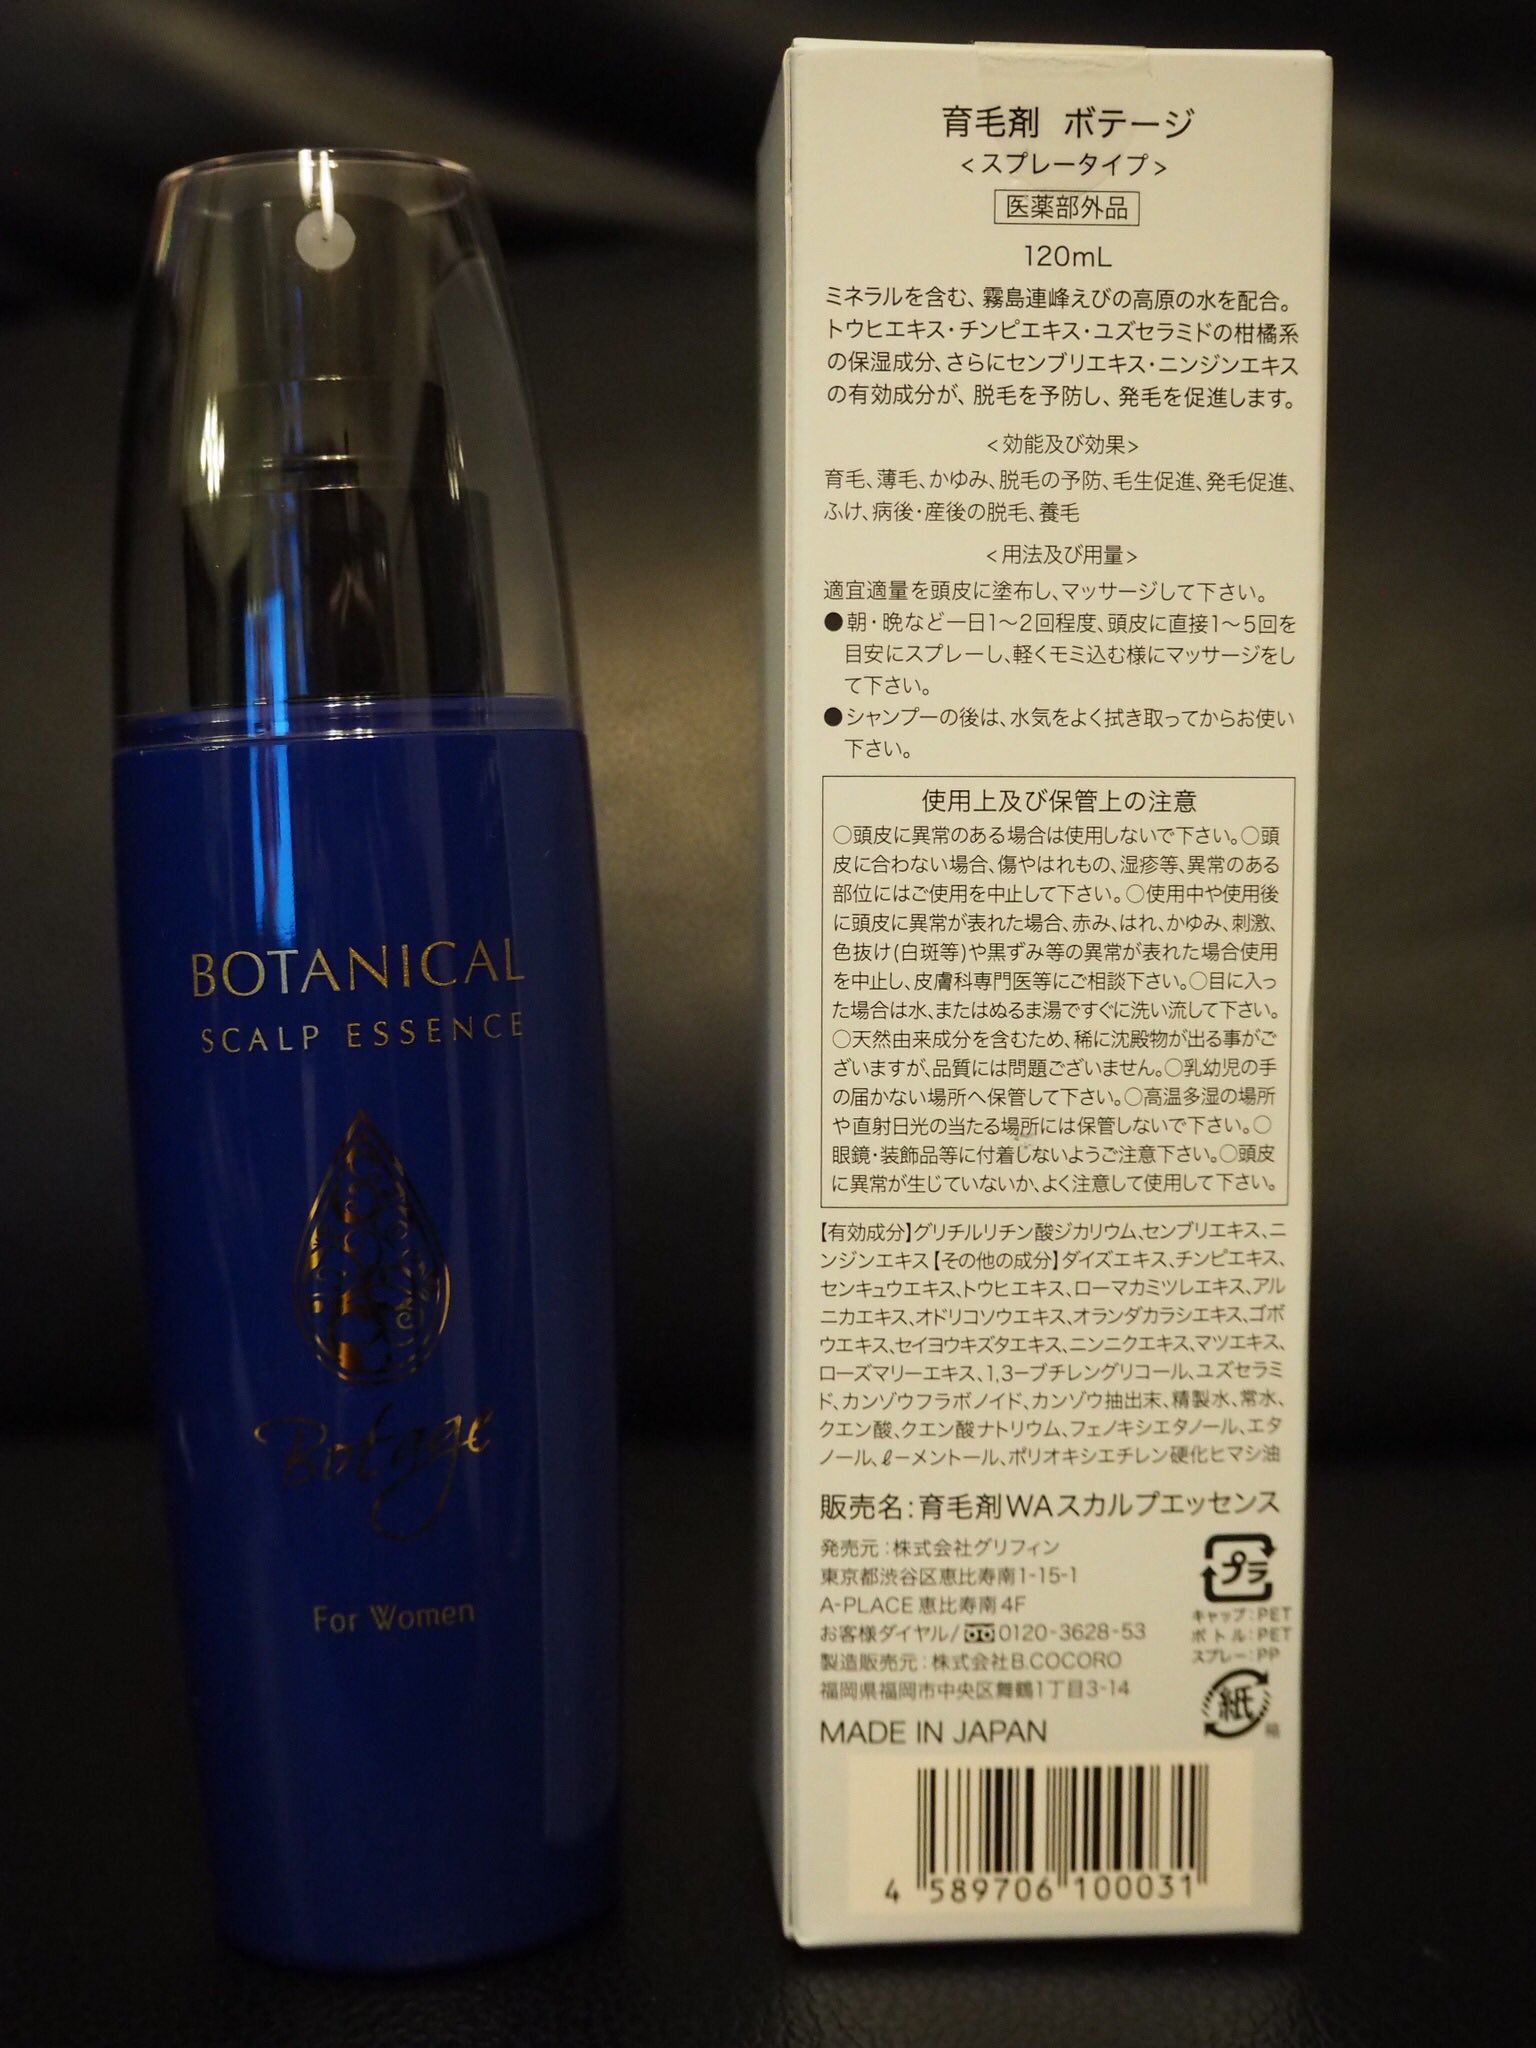 BOTANICAL
SCALP ESSENCE
Botage
For Women
育毛剤 ボテージ
<スプレータイプ>
医薬部外品
120mL
ミネラルを含む、霧島連峰えびの高原の水を配合。
トウヒエキス・チンピエキス・ユズセラミドの柑橘系
の保湿成分、さらにセンブリエキス・ニンジンエキス
の有効成分が、脱毛を予防し、発毛を促進します。
<効能及び効果>
育毛、薄毛、かゆみ、脱毛の予防、毛生促進、発毛促進、
ふけ、病後・産後の脱毛、養毛
<用法及び用量>
適宜適量を頭皮に塗布し、マッサージして下さい。
●朝・晩など一日1〜2回程度、頭皮に直接1〜5回を
目安にスプレーし、軽くモミ込む様にマッサージをし
て下さい。
●シャンプーの後は、水気をよく拭き取ってからお使い
下さい。
使用上及び保管上の注意
○頭皮に異常のある場合は使用しないで下さい。○頭
皮に合わない場合、傷やはれもの、湿疹等、異常のある
部位にはご使用を中止して下さい。○使用中や使用後
に頭皮に異常が表れた場合、赤み、はれ、かゆみ、刺激、
色抜け(白斑等)や黒ずみ等の異常が表れた場合使用
を中止し、皮膚科専門医等にご相談下さい。○目に入っ
た場合は水、またはぬるま湯ですぐに洗い流して下さい。
○天然由来成分を含むため、稀に沈殿物が出る事がご
ざいますが、品質には問題ございません。○乳幼児の手
の届かない場所へ保管して下さい。○高温多湿の場所
や直射日光の当たる場所には保管しないで下さい。○
眼鏡・装飾品等に付着しないようご注意下さい。○頭皮
に異常が生じていないか、よく注意して使用して下さい。
【有効成分】グリチルリチン酸ジカリウム、センブリエキス、ニ
ンジンエキス【その他の成分】ダイズエキス、チンピエキス、
センキュウエキス、トウヒエキス、ローマカミツレエキス、アル
ニカエキス、オドリコソウエキス、オランダカラシエキス、ゴボ
ウエキス、セイヨウキズタエキス、ニンニクエキス、マツエキス、
ローズマリーエキス、1,3ーブチレングリコール、ユズセラミ
ド、カンゾウフラボノイド、カンゾウ抽出末、精製水、常水、
クエン酸、クエン酸ナトリウム、フェノキシエタノール、エタ
ノール、ℓーメントール、ポリオキシエチレン硬化ヒマシ油
販売名:育毛剤WAスカルプエッセンス
発売元:株式会社グリフィン
東京都渋谷区恵比寿南1-15-1
A-PLACE 恵比寿南4F
お客様ダイヤル/0120-3628-53
製造販売元:株式会社B.COCORO
福岡県福岡市中央区舞鶴1丁目3-14
MADE IN JAPAN
プラ
キャップ:PET
ボトル:PET
スプレー:PP
紙
箱
4 589706 100031